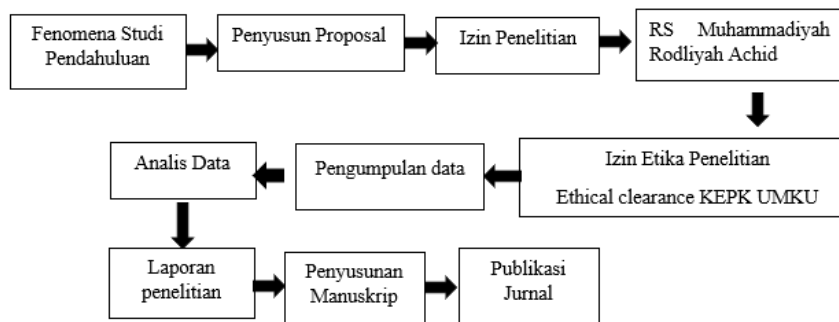 Fenomena Studi
Pendahuluan
Penyusun Proposal
Izin Penelitian
RS Muhammadiyah
Rodliyah Achid
Izin Etika Penelitian
Ethical clearance KEPK UMKU
Pengumpulan data
Analis Data
Laporan
penelitian
Penyusunan
Manuskrip
Publikasi
Jurnal